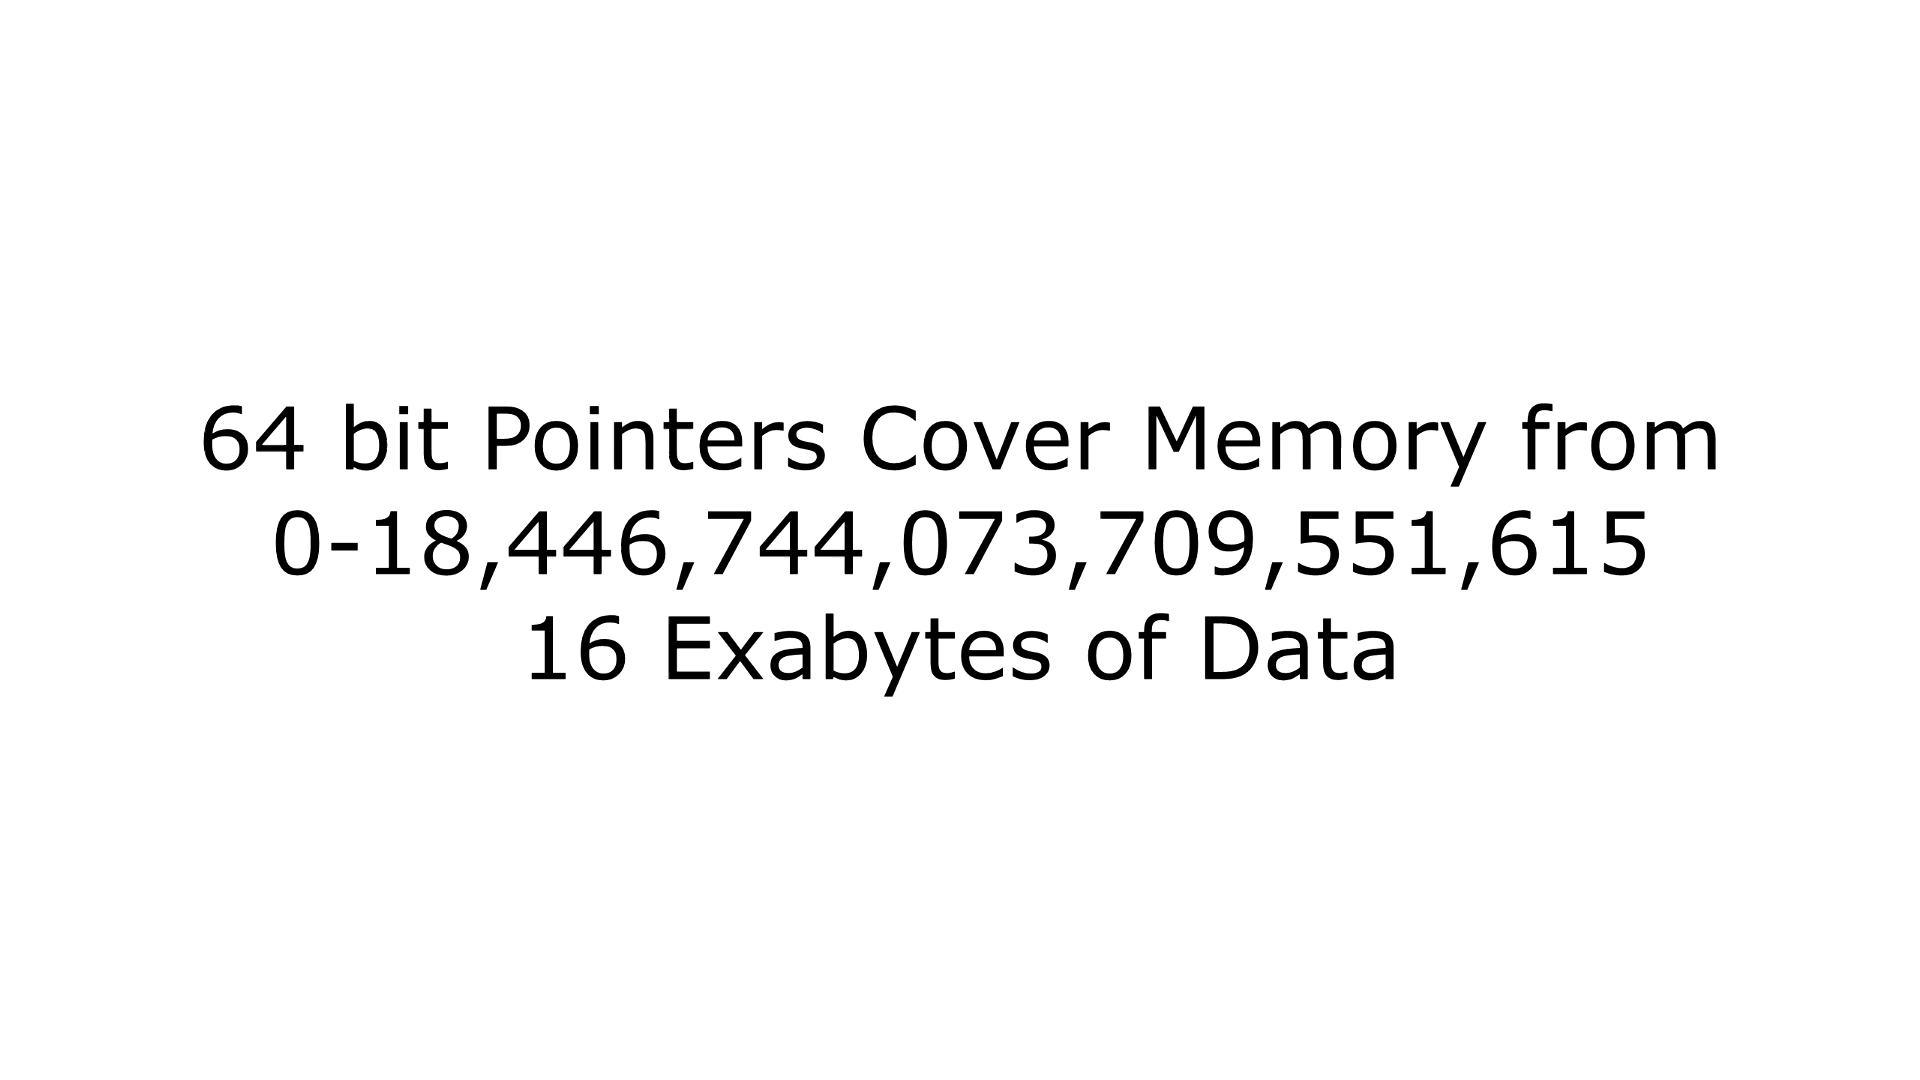 64 bit Pointers Cover Memory from
0-18,446,744,073,709,551,615
16 Exabytes of Data